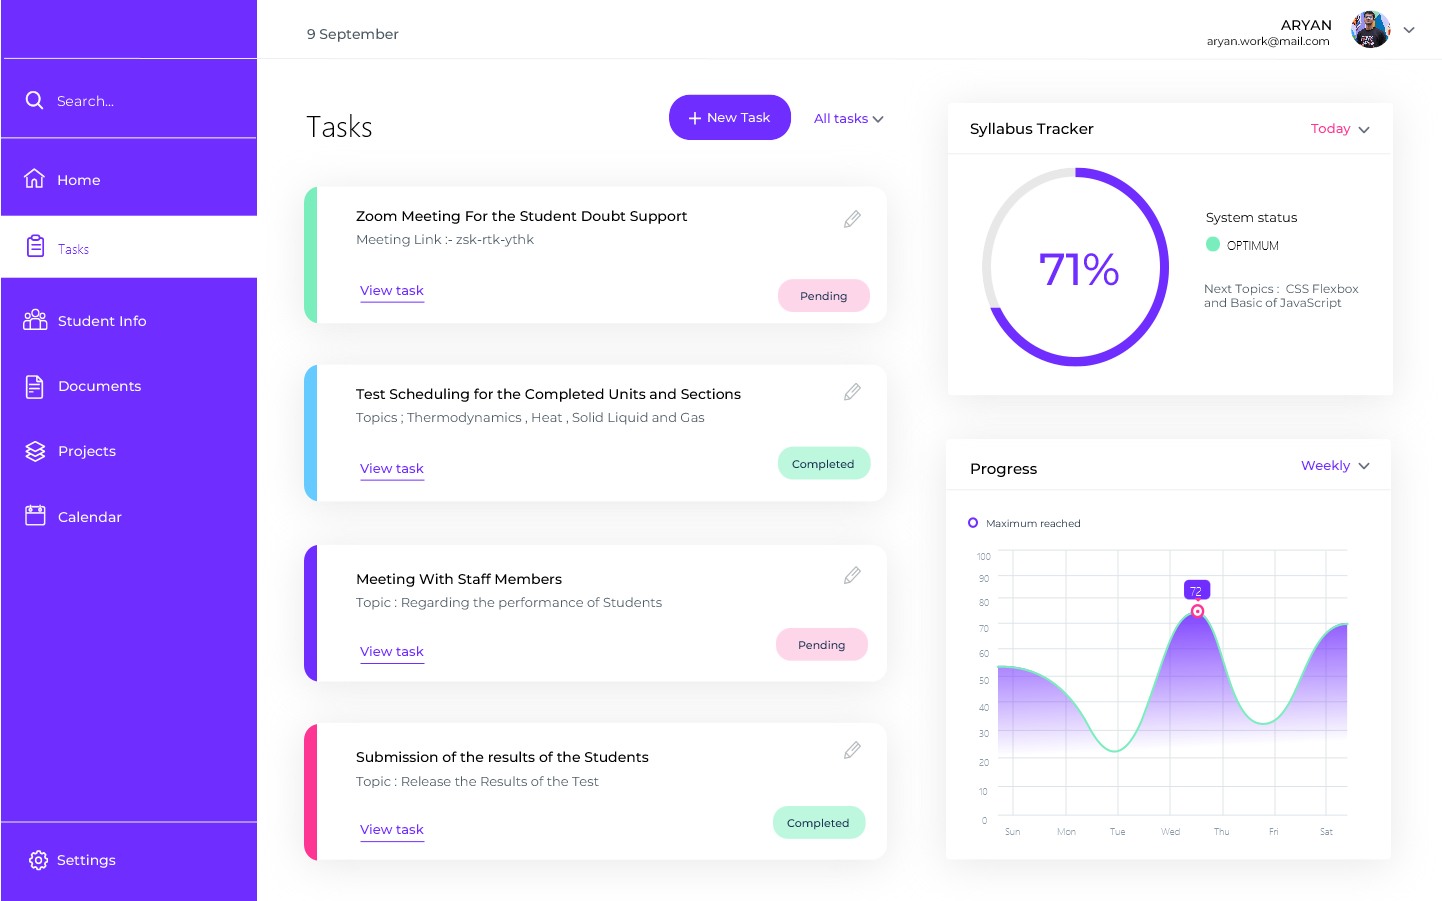 9 September
ARYAN
aryan.work@mail.com
Search...
Home
Tasks
Student Info
Documents
Projects
Calendar
Settings
Tasks
New Task
All tasks
Zoom Meeting For the Student Doubt Support
Meeting Link :- zsk-rtk-ythk
View task
Pending
Test Scheduling for the Completed Units and Sections
Topics ; Thermodynamics , Heat , Solid Liquid and Gas
View task
Completed
Meeting With Staff Members
Topic : Regarding the performance of Students
View task
Pending
Submission of the results of the Students
Topic : Release the Results of the Test
View task
Completed
Syllabus Tracker
Today
71%
System status
OPTIMUM
Next Topics :  CSS Flexbox
and Basic of JavaScript
Progress
Weekly
Maximum reached
100
90
80
70
60
50
40
30
20
10
0
72
Sun Mon Tue Wed Thu Fri Sat